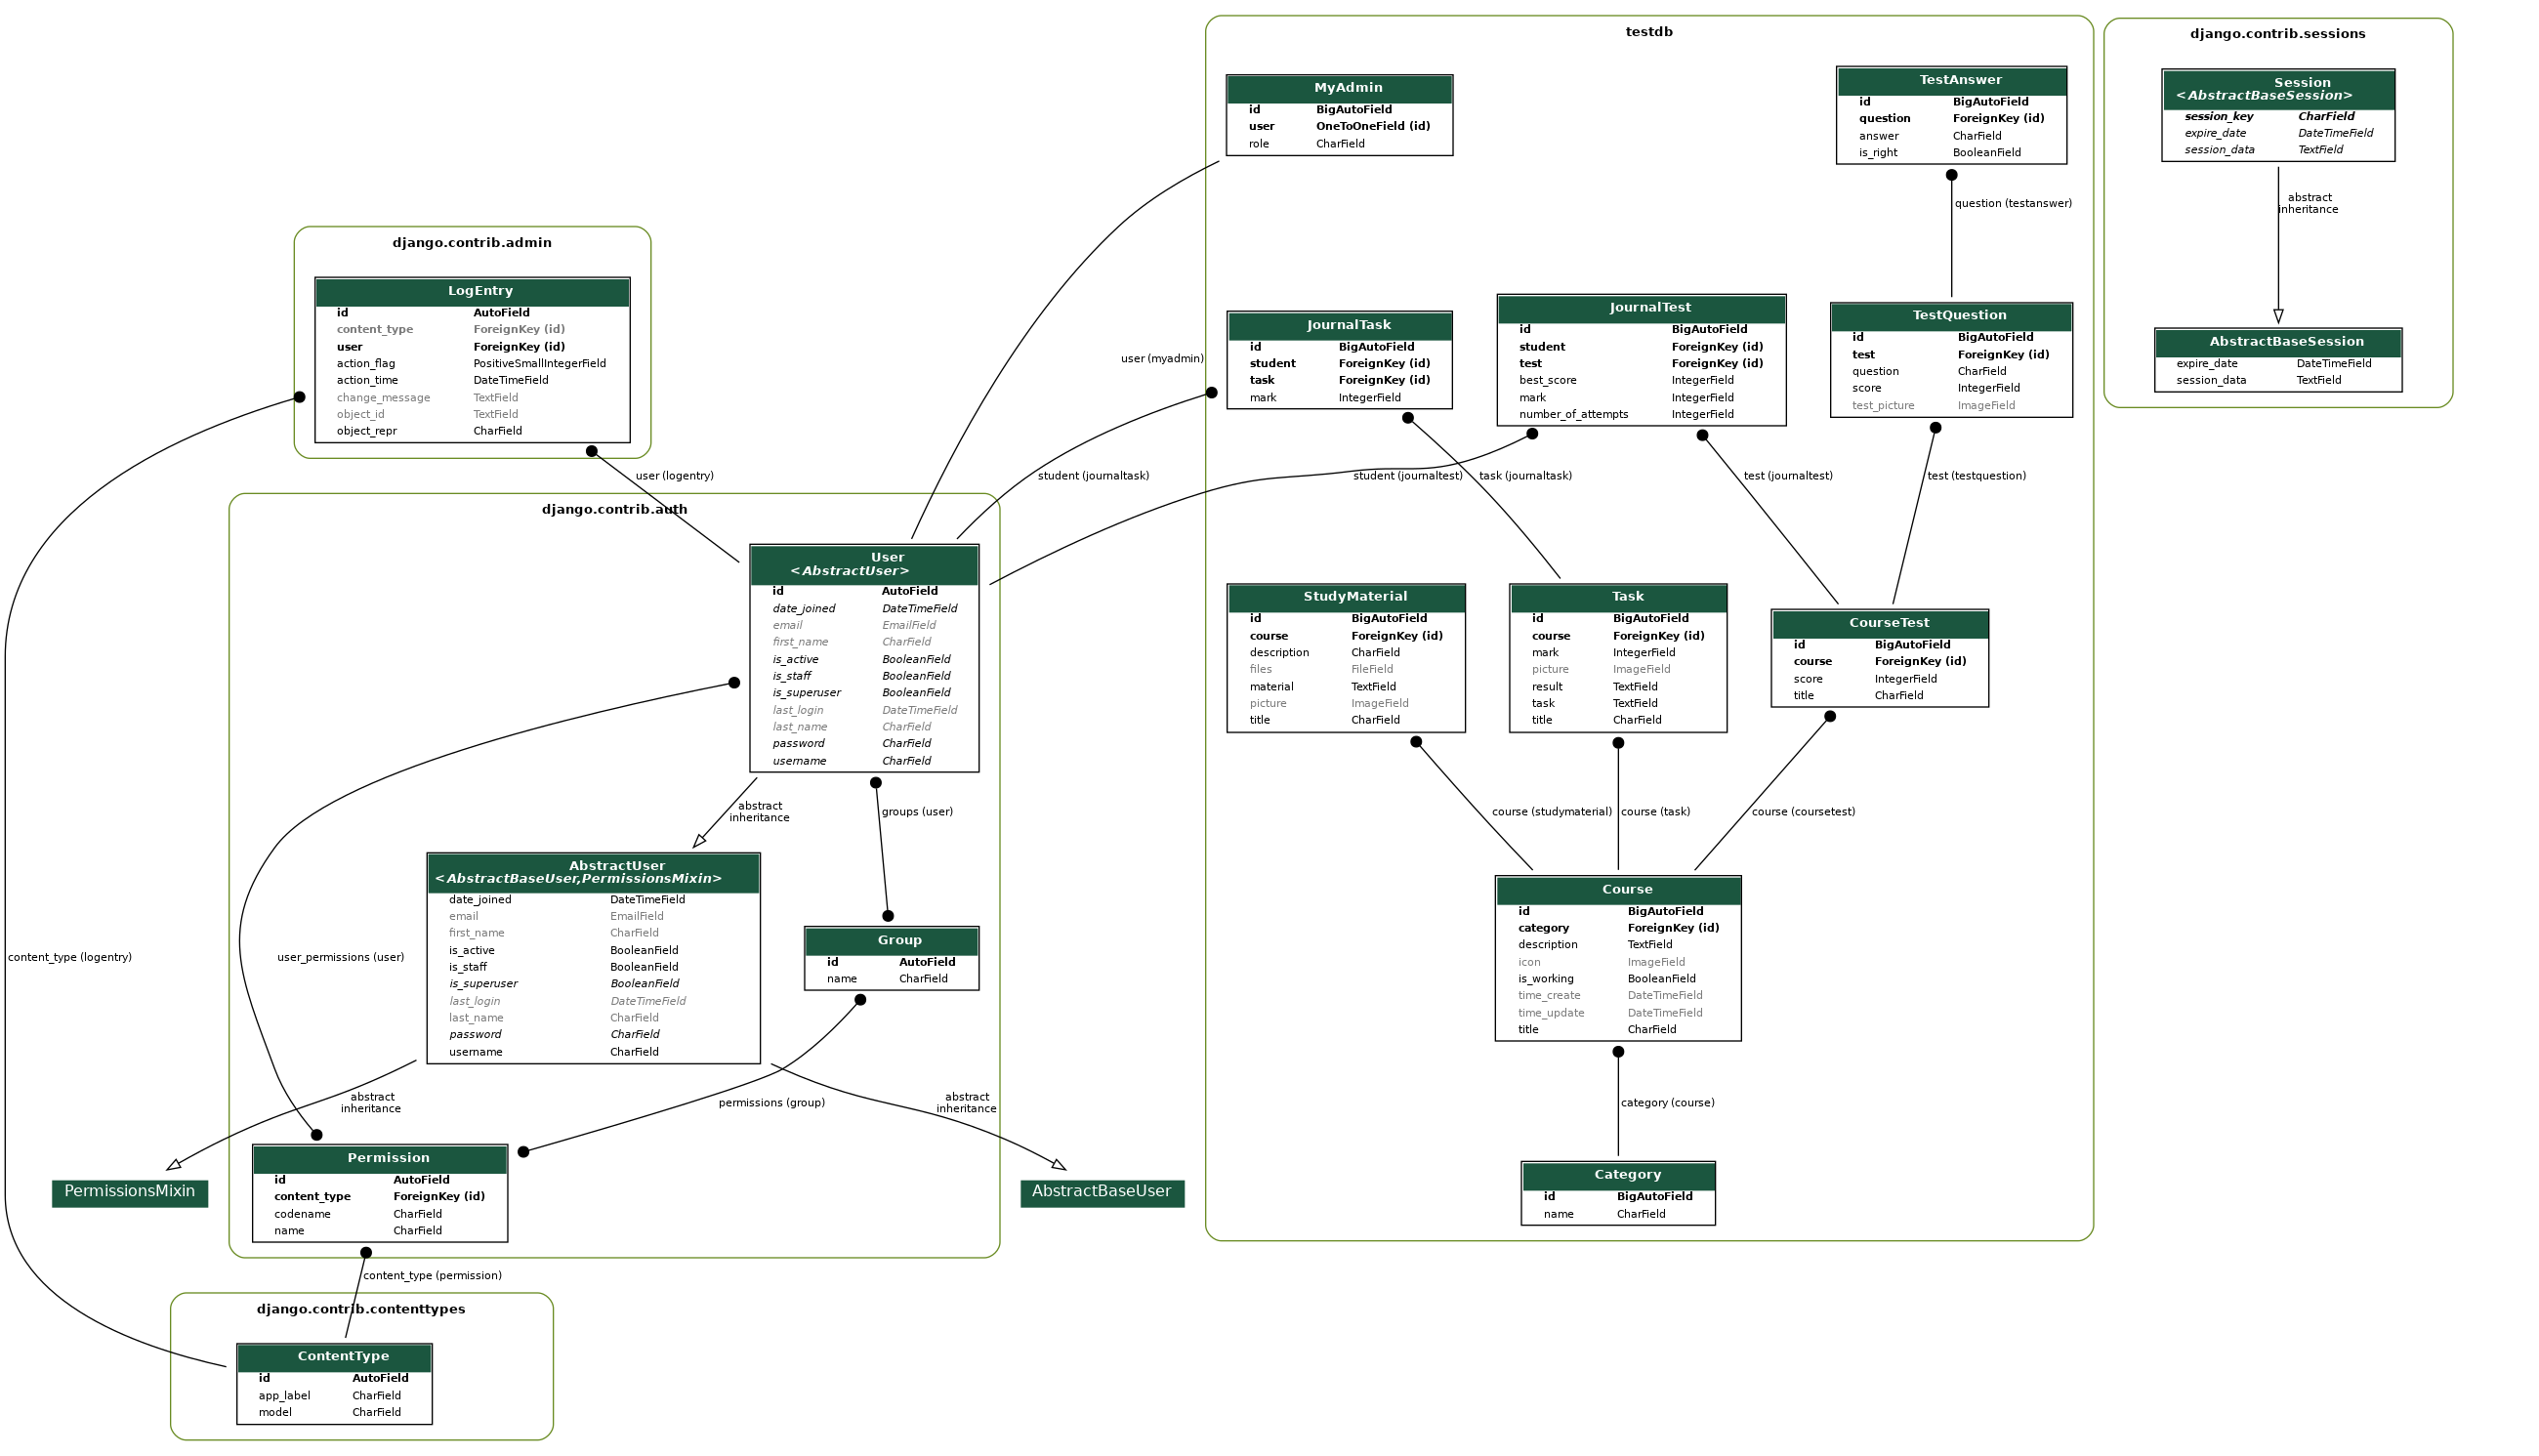 testdb
MyAdmin
id BigAutoField
user OneToOneField (id)
role CharField
TestAnswer
id BigAutoField
question ForeignKey (id)
answer CharField
is_right BooleanField
question (testanswer)
django.contrib.sessions
Session
<AbstractBaseSession>
session_key CharField
expire_date DateTimeField
session_data TextField
abstract
inheritance
AbstractBaseSession
expire_date DateTimeField
session_data TextField
django.contrib.admin
LogEntry
id AutoField
content_type ForeignKey (id)
user ForeignKey (id)
action_flag PositiveSmallIntegerField
action_time DateTimeField
change_message TextField
object_id TextField
object_repr CharField
user (logentry)
user (myadmin)
JournalTask
id BigAutoField
student ForeignKey (id)
task ForeignKey (id)
mark IntegerField
JournalTest
id BigAutoField
student ForeignKey (id)
test ForeignKey (id)
best_score IntegerField
mark IntegerField
number_of_attempts IntegerField
TestQuestion
id BigAutoField
test ForeignKey (id)
question CharField
score IntegerField
test_picture ImageField
student (journaltask)
student (journaltest)
task (journaltask)
test (journaltest)
test (testquestion)
django.contrib.auth
User
<AbstractUser>
id AutoField
date_joined DateTimeField
email EmailField
first_name CharField
is_active BooleanField
is_staff BooleanField
is_superuser BooleanField
last_login DateTimeField
last_name CharField
password CharField
username CharField
StudyMaterial
id BigAutoField
course ForeignKey (id)
description CharField
files FileField
material TextField
picture ImageField
title CharField
Task
id BigAutoField
course ForeignKey (id)
mark IntegerField
picture ImageField
result TextField
task TextField
title CharField
CourseTest
id BigAutoField
course ForeignKey (id)
score IntegerField
title CharField
abstract
inheritance
groups (user)
course (studymaterial)
course (task)
course (coursetest)
AbstractUser
<AbstractBaseUser,PermissionsMixin>
date_joined DateTimeField
email EmailField
first_name CharField
is_active BooleanField
is_staff BooleanField
is_superuser BooleanField
last_login DateTimeField
last_name CharField
password CharField
username CharField
Group
id AutoField
name CharField
Course
id BigAutoField
category ForeignKey (id)
description TextField
icon ImageField
is_working BooleanField
time_create DateTimeField
time_update DateTimeField
title CharField
content_type (logentry)
user_permissions (user)
abstract
inheritance
permissions (group)
abstract
inheritance
category (course)
PermissionsMixin
Permission
id AutoField
content_type ForeignKey (id)
codename CharField
name CharField
AbstractBaseUser
Category
id BigAutoField
name CharField
content_type (permission)
django.contrib.contenttypes
ContentType
id AutoField
app_label CharField
model CharField